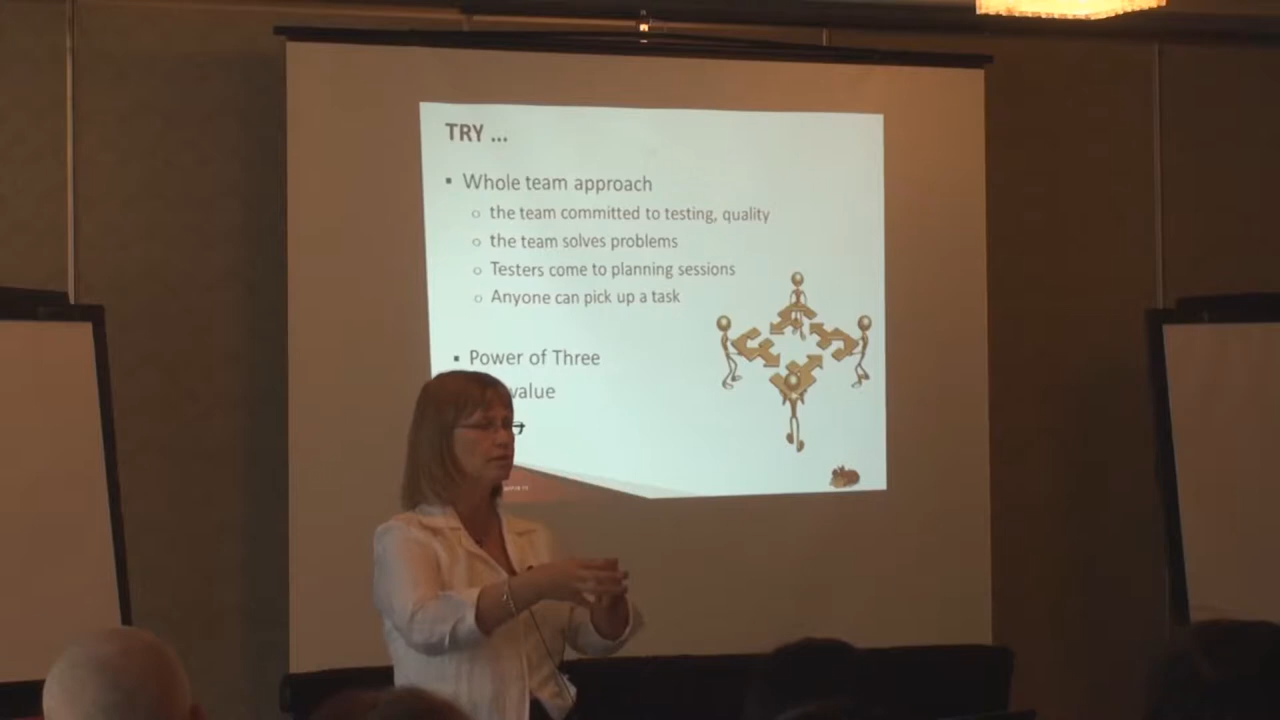 TRY ...
▪ Whole team approach
○ the team committed to testing, quality
○ the team solves problems
○ Testers come to planning sessions
○ Anyone can pick up a task
▪ Power of Three
value